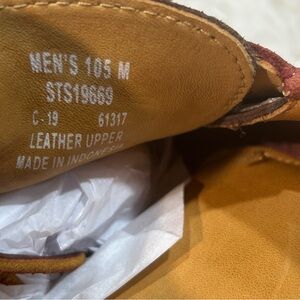 MEN'S 105 M
STS19669
C-19 61317
LEATHER UPPER
MADE IN INDONESIA